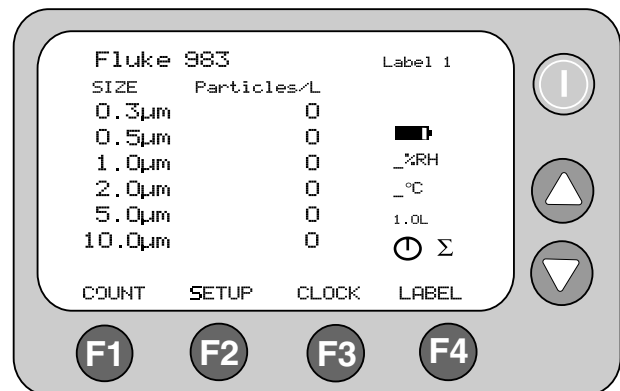 Fluke 983 Label 1
SIZE Particles/L
0.3µm 0
0.5µm 0
1.0µm 0 _%RH
2.0µm 0 _°C
5.0µm 0 1.0L
10.0µm 0 Σ
COUNT SETUP CLOCK LABEL
F1 F2 F3 F4